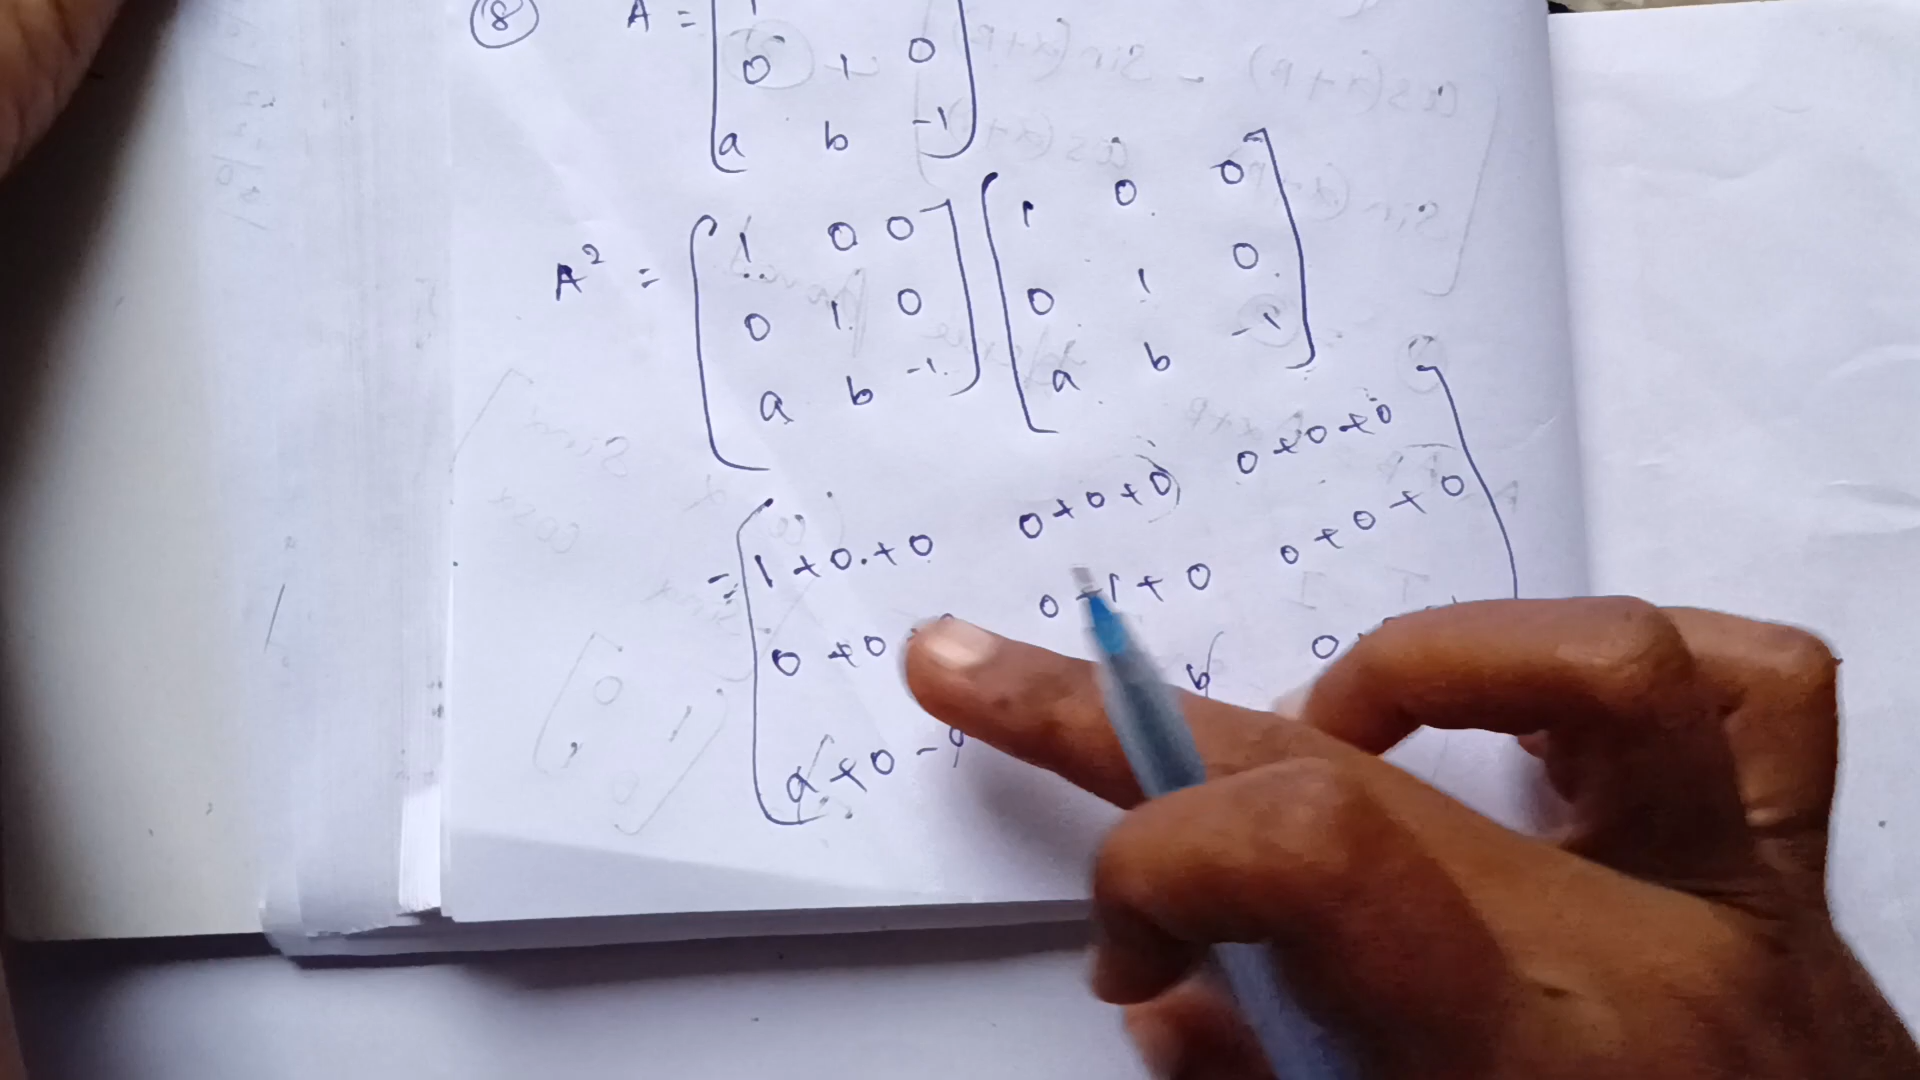 ⑧ A = 1
0 1 0
a b -1
A² = [ 1 0 0 ] [ 1 0 0 ]
[ 0 1 0 ] [ 0 1 0 ]
[ a b -1 ] [ a b -1 ]
= [ 1+0+0 0+0+0 0+0+0 ]
0+0 0+1+0 0+0+0
a+0-a b 0